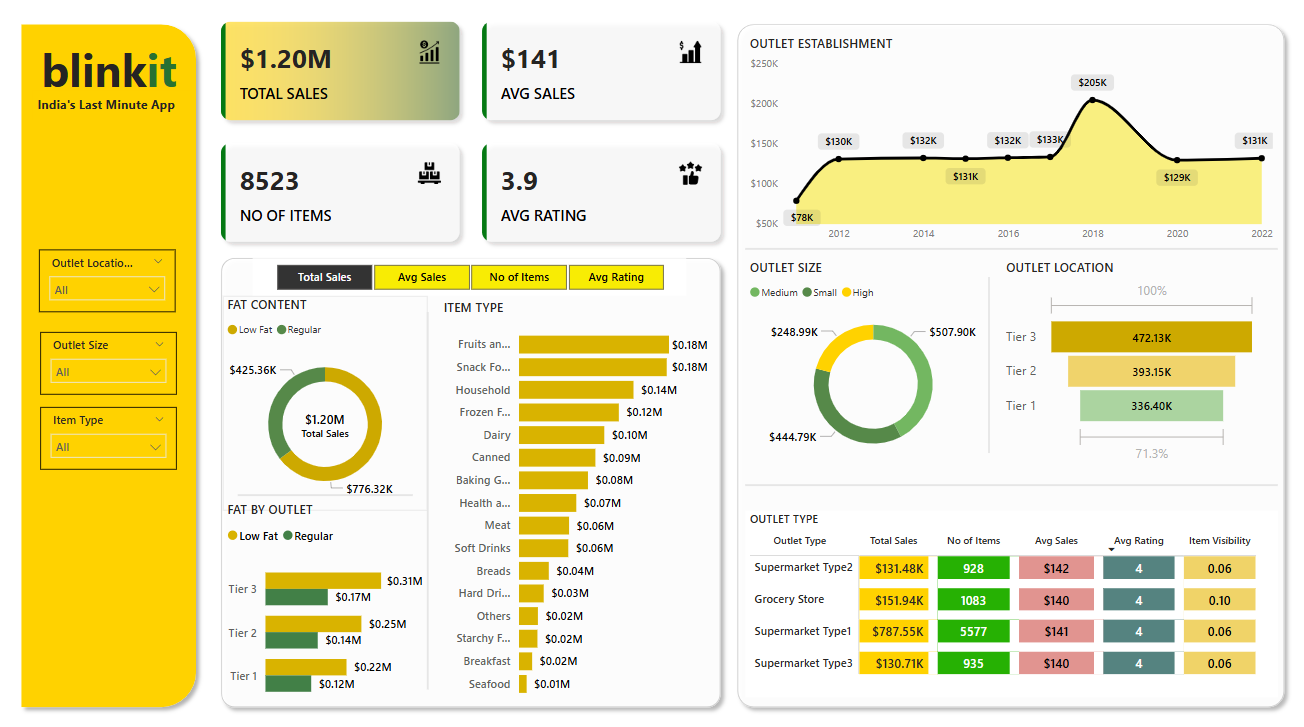 blinkit
India's Last Minute App
Outlet Locatio...
All
Outlet Size
All
Item Type
All
$1.20M
TOTAL SALES
$141
AVG SALES
8523
NO OF ITEMS
3.9
AVG RATING
Total Sales Avg Sales No of Items Avg Rating
FAT CONTENT
Low Fat Regular
$425.36K
$1.20M
Total Sales
$776.32K
FAT BY OUTLET
Low Fat Regular
Tier 3 $0.31M
$0.17M
Tier 2 $0.25M
$0.14M
Tier 1 $0.22M
$0.12M
ITEM TYPE
Fruits an... $0.18M
Snack Fo... $0.18M
Household $0.14M
Frozen F... $0.12M
Dairy $0.10M
Canned $0.09M
Baking G... $0.08M
Health a... $0.07M
Meat $0.06M
Soft Drinks $0.06M
Breads $0.04M
Hard Dri... $0.03M
Others $0.02M
Starchy F... $0.02M
Breakfast $0.02M
Seafood $0.01M
OUTLET ESTABLISHMENT
$250K
$200K
$150K
$100K
$50K
$78K $130K $132K $131K $132K $133K $205K $129K $131K
2012 2014 2016 2018 2020 2022
OUTLET SIZE
Medium Small High
$248.99K $507.90K
$444.79K
OUTLET LOCATION
100%
Tier 3 472.13K
Tier 2 393.15K
Tier 1 336.40K
71.3%
OUTLET TYPE
Outlet Type Total Sales No of Items Avg Sales Avg Rating Item Visibility
Supermarket Type2 $131.48K 928 $142 4 0.06
Grocery Store $151.94K 1083 $140 4 0.10
Supermarket Type1 $787.55K 5577 $141 4 0.06
Supermarket Type3 $130.71K 935 $140 4 0.06